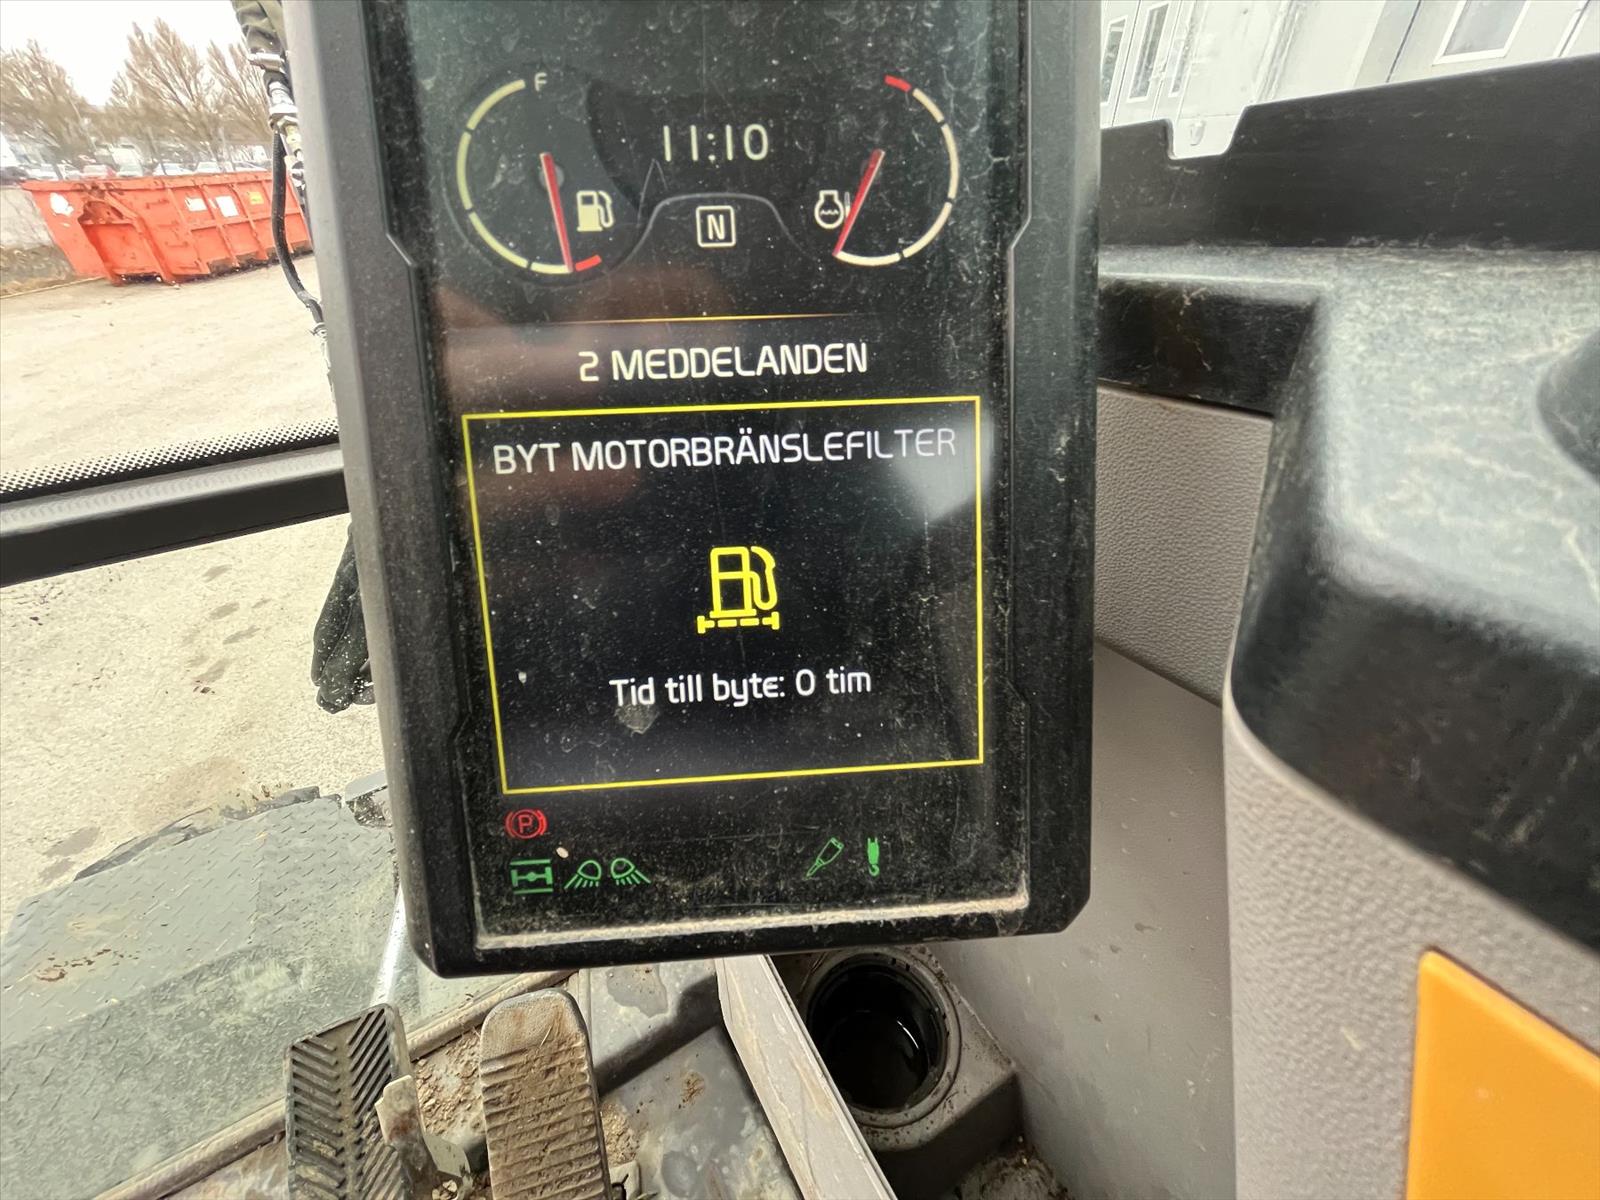 F
11:10
N
2 MEDDELANDEN
BYT MOTORBRÄNSLEFILTER
Tid till byte: 0 tim
P